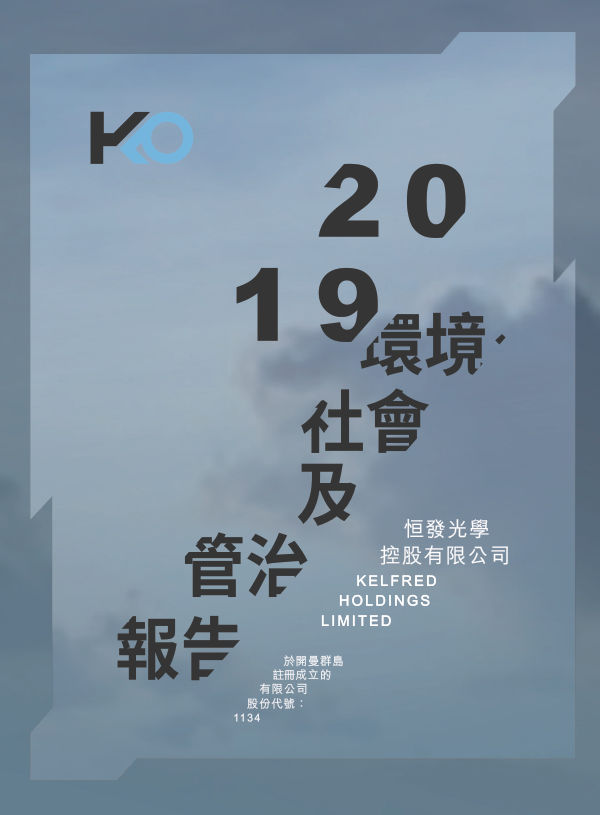 KO
20
19
環境、
社會
及
管治
報告
恒發光學
控股有限公司
KELFRED
HOLDINGS
LIMITED
於開曼群島
註冊成立的
有限公司
股份代號：
1134